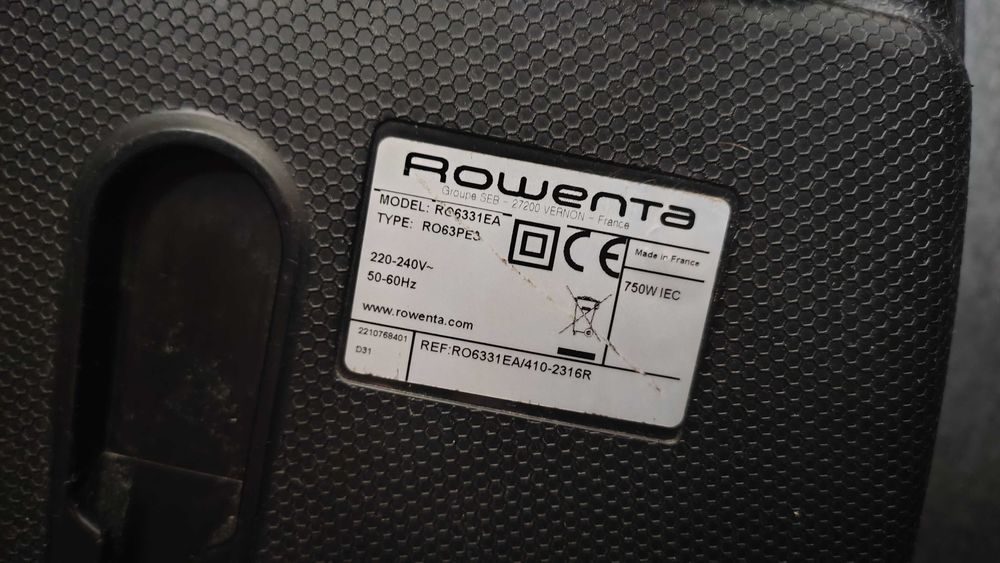 Rowenta
Groupe SEB - 27200 VERNON - France
MODEL: RO6331EA
TYPE: RO63PE3
CE
Made in France
220-240V~
50-60Hz
750W IEC
www.rowenta.com
2210768401
D31
REF:RO6331EA/410-2316R